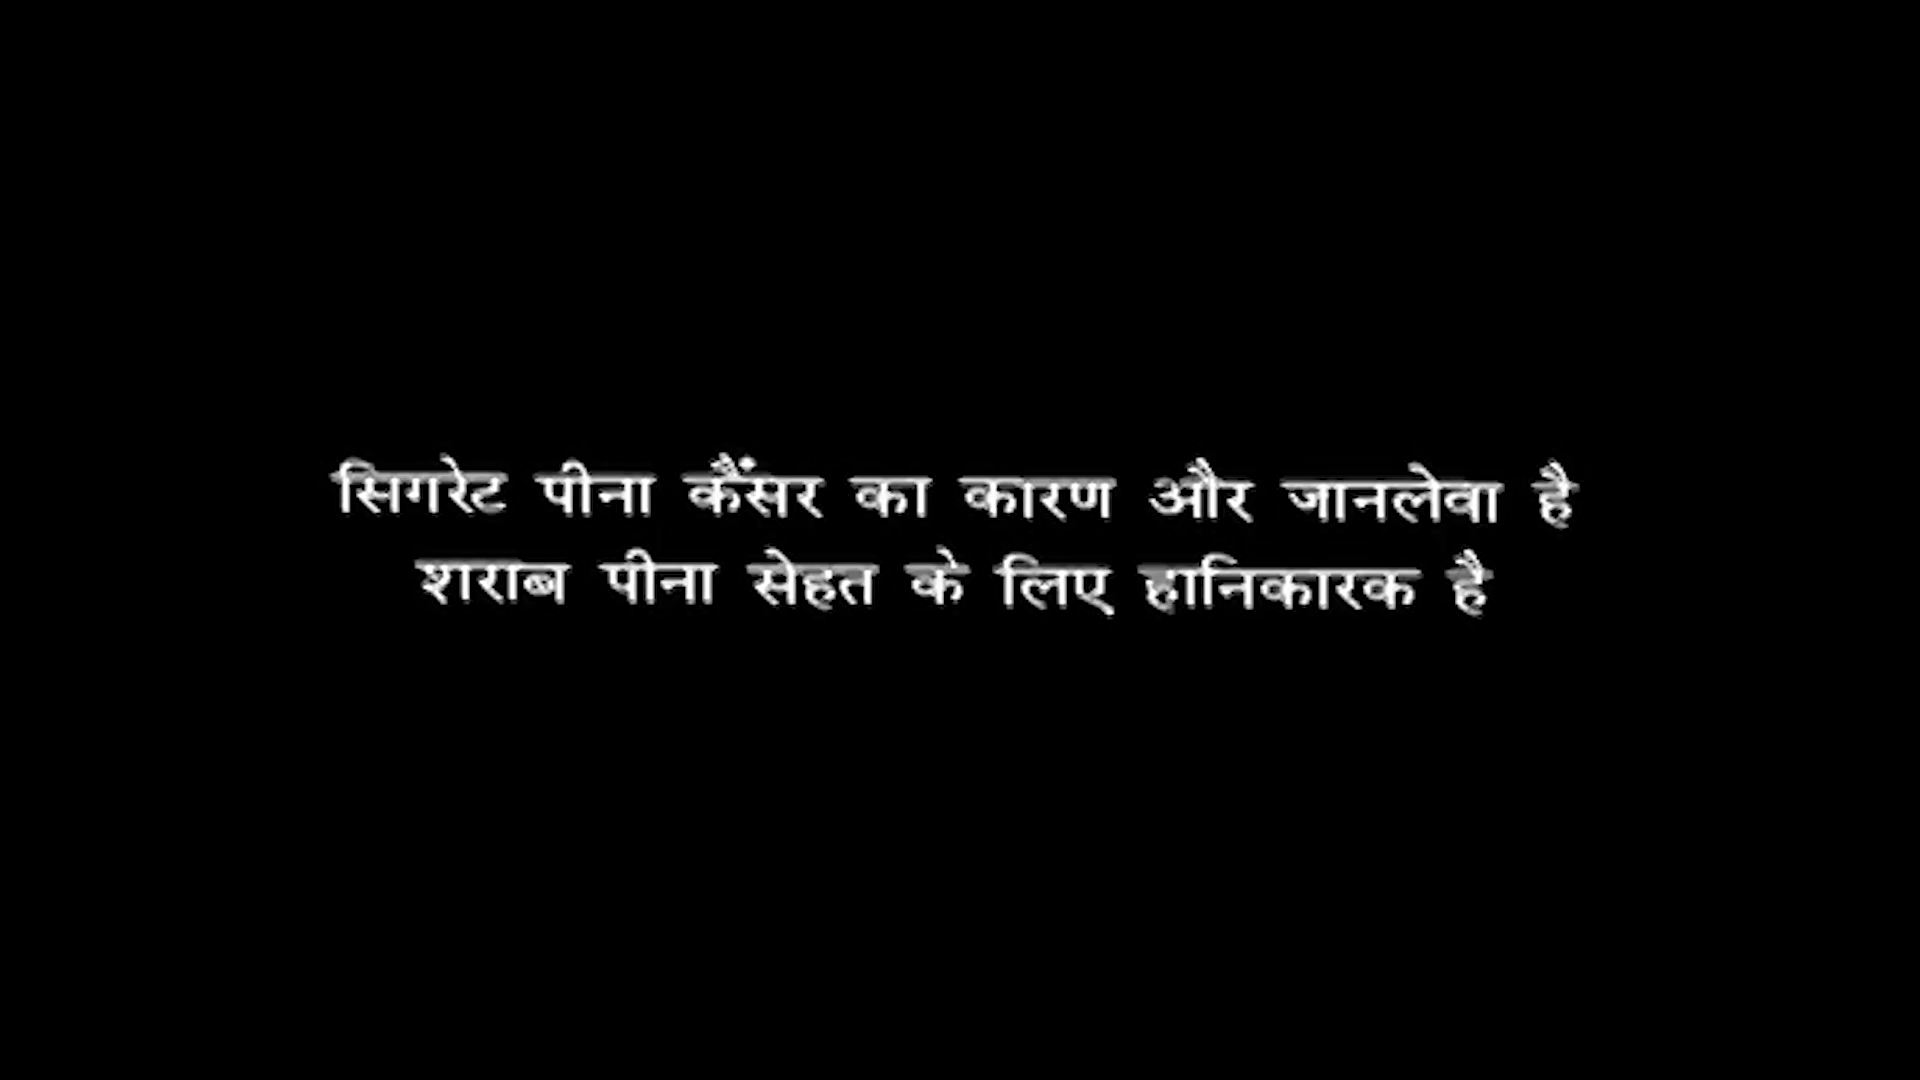 सिगरेट पीना कैंसर का कारण और जानलेवा है
शराब पीना सेहत के लिए हानिकारक है